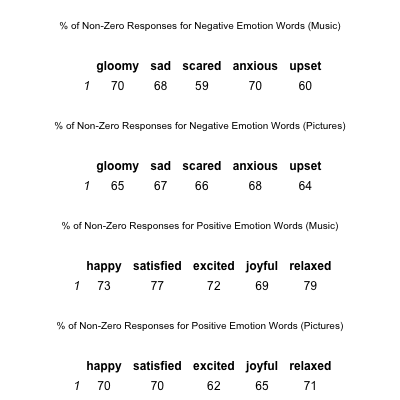 % of Non-Zero Responses for Negative Emotion Words (Music)
gloomy sad scared anxious upset
1 70 68 59 70 60
% of Non-Zero Responses for Negative Emotion Words (Pictures)
gloomy sad scared anxious upset
1 65 67 66 68 64
% of Non-Zero Responses for Positive Emotion Words (Music)
happy satisfied excited joyful relaxed
1 73 77 72 69 79
% of Non-Zero Responses for Positive Emotion Words (Pictures)
happy satisfied excited joyful relaxed
1 70 70 62 65 71